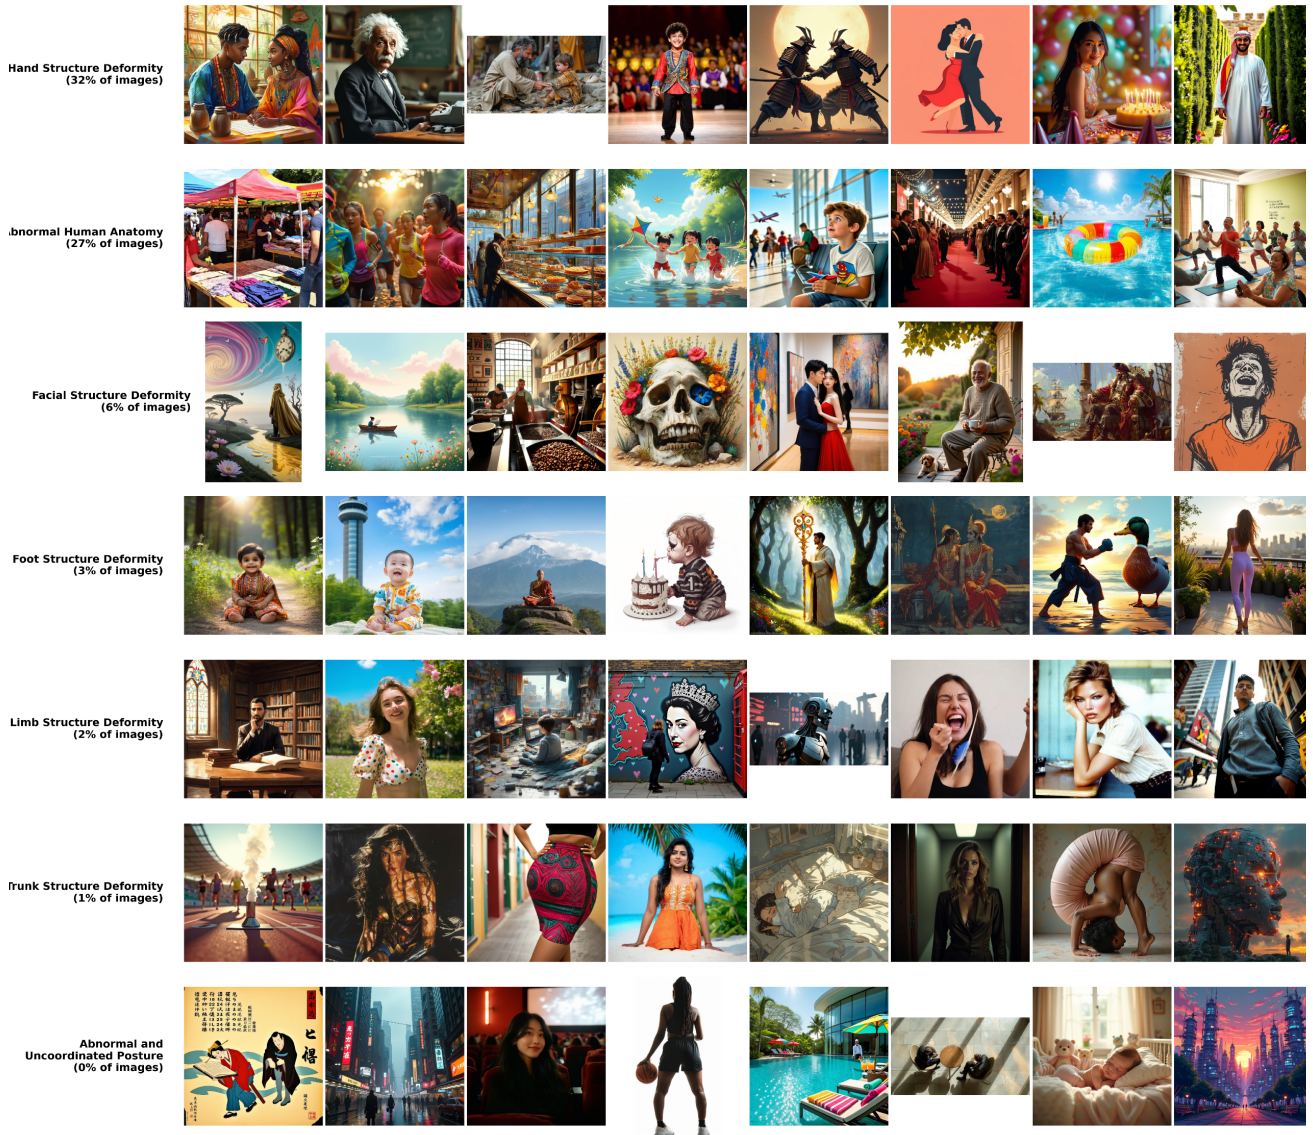 Hand Structure Deformity
(32% of images)
Abnormal Human Anatomy
(27% of images)
Facial Structure Deformity
(6% of images)
Foot Structure Deformity
(3% of images)
Limb Structure Deformity
(2% of images)
Trunk Structure Deformity
(1% of images)
Abnormal and
Uncoordinated Posture
(0% of images)